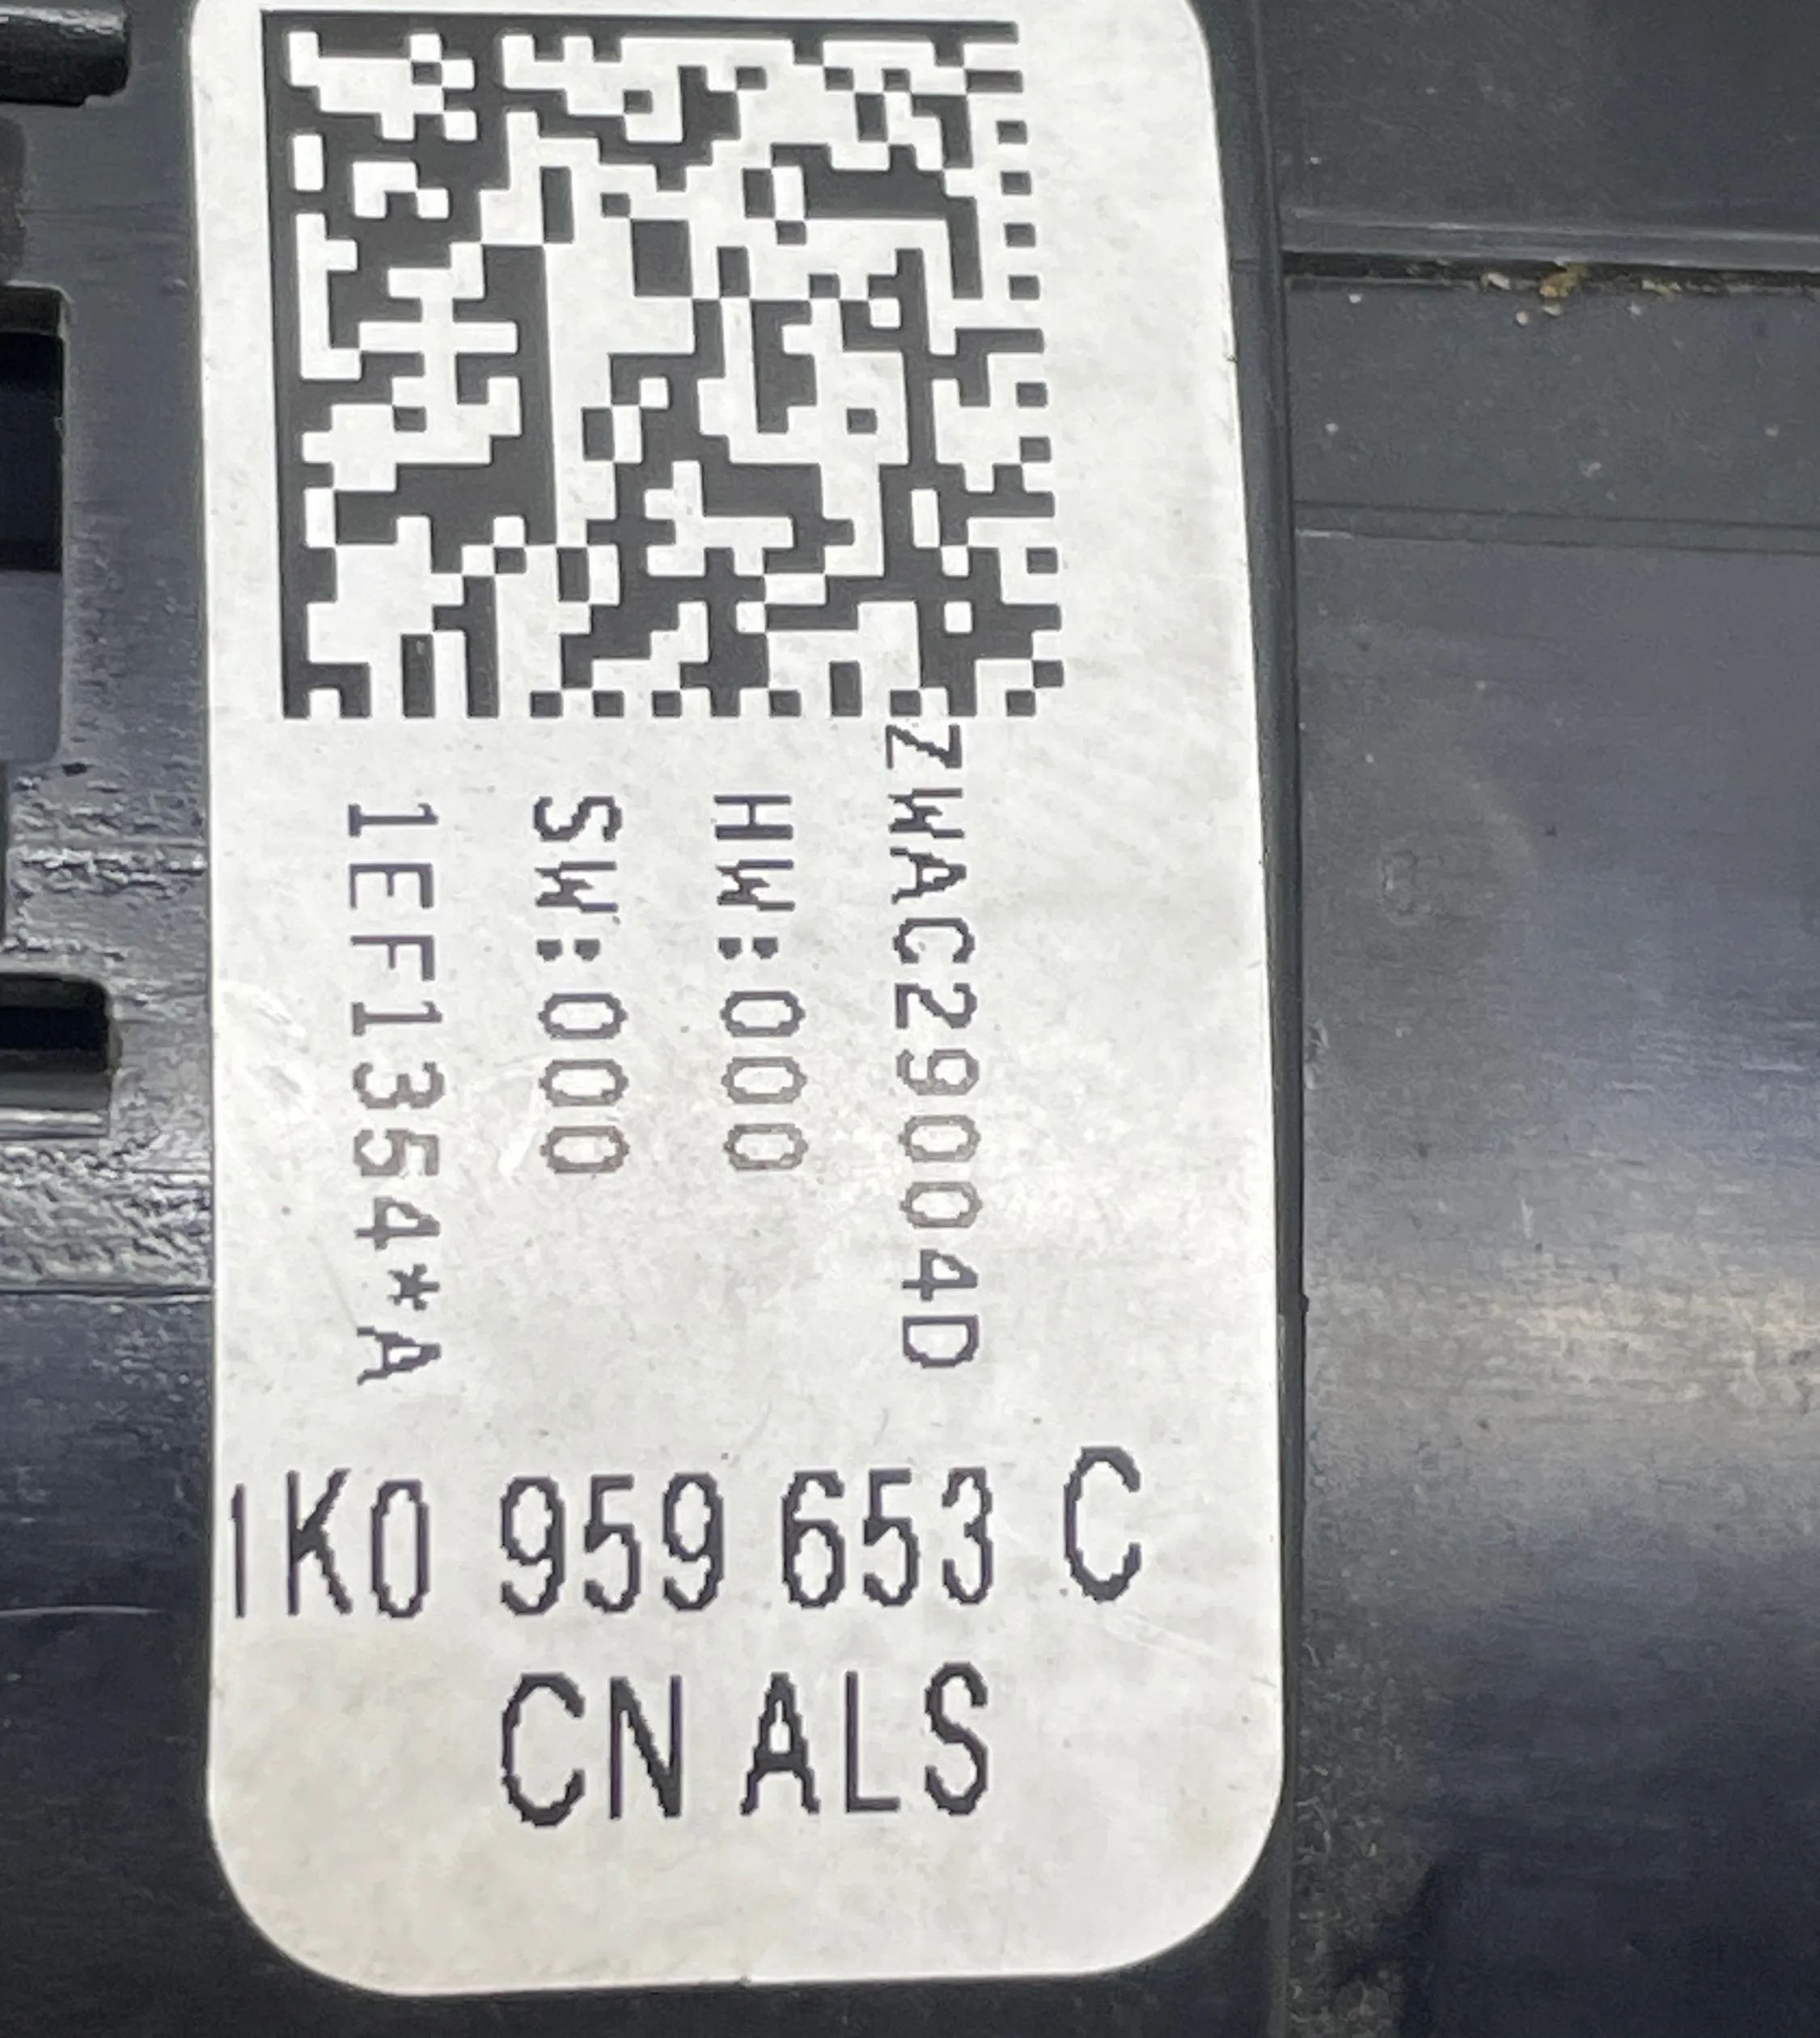 ZWAC29004D
HW:000
SW:000
1EF1354*A
1K0 959 653 C
CN ALS